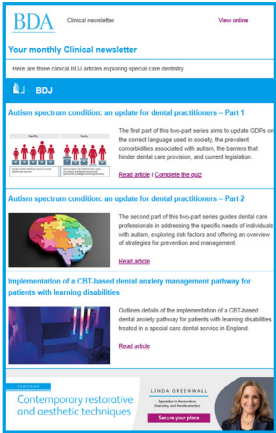 BDA
Clinical newsletter
View online
Your monthly Clinical newsletter
Here are three clinical BDJ articles exploring special care dentistry
BDJ
Autism spectrum condition: an update for dental practitioners – Part 1
The first part of this two-part series aims to update GDPs on
the correct language used in society, the prevalent
comorbidities associated with autism, the barriers that
hinder dental care provision, and current legislation.
Read article | Complete the quiz
Autism spectrum condition: an update for dental practitioners – Part 2
The second part of this two-part series guides dental care
professionals in addressing the specific needs of individuals
with autism, exploring risk factors and offering an overview
of strategies for prevention and management.
Read article
Implementation of a CBT-based dental anxiety management pathway for
patients with learning disabilities
Outlines details of the implementation of a CBT-based
dental anxiety pathway for patients with learning disabilities
treated in a special care dental service in England.
Read article
SEMINAR
Contemporary restorative
and aesthetic techniques
LINDA GREENWALL
Specialist in Restorative
Dentistry and Prosthodontics
Secure your place